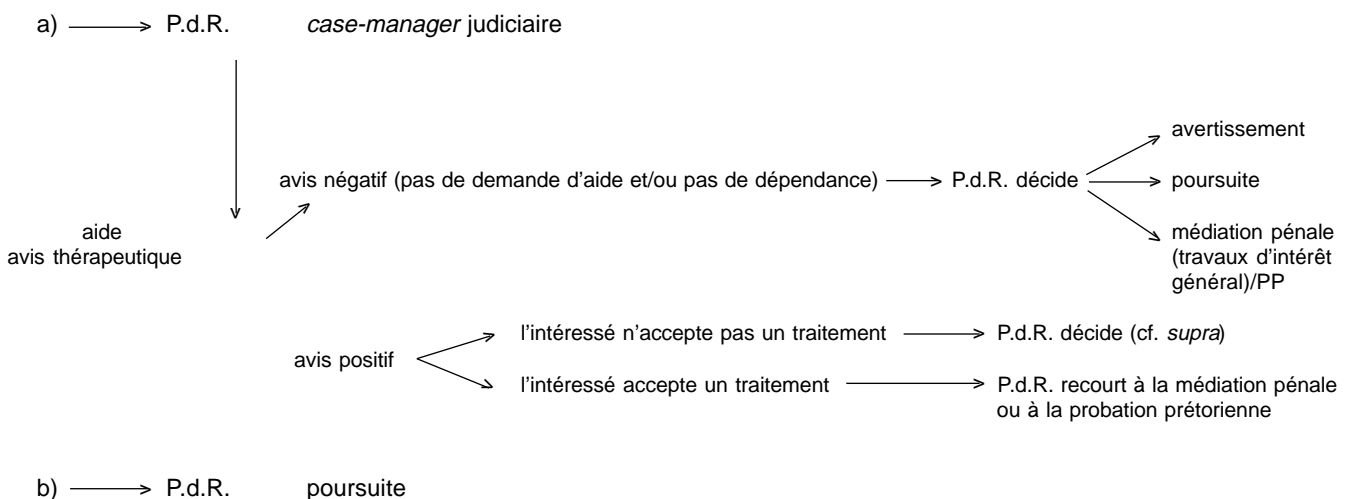 a) P.d.R. case-manager judiciaire
avis négatif (pas de demande d'aide et/ou pas de dépendance) P.d.R. décide
avertissement
poursuite
médiation pénale
(travaux d'intérêt
général)/PP
aide
avis thérapeutique
avis positif
l'intéressé n'accepte pas un traitement P.d.R. décide (cf. supra)
l'intéressé accepte un traitement P.d.R. recourt à la médiation pénale
ou à la probation prétorienne
b) P.d.R. poursuite